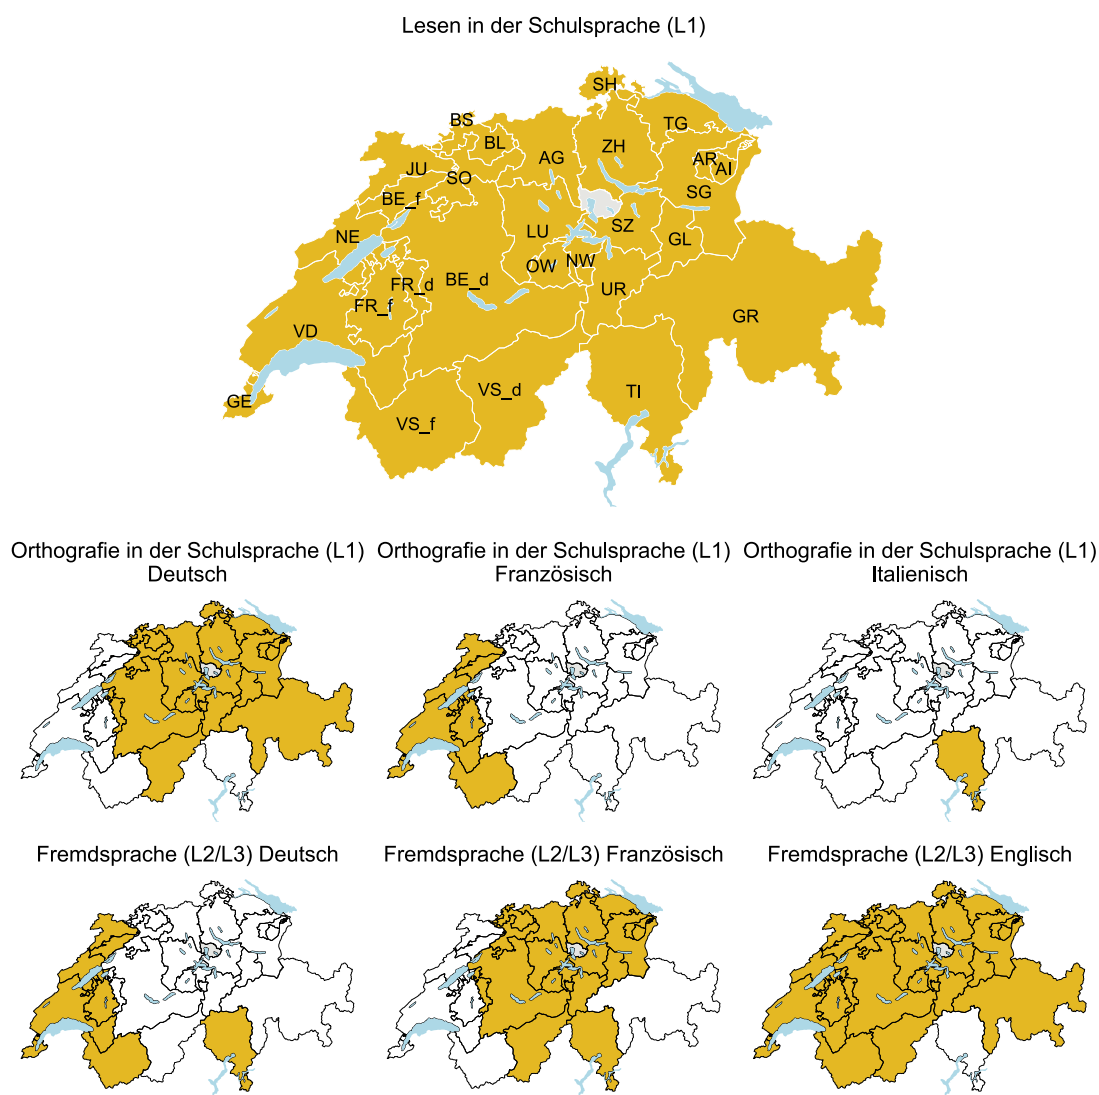 Lesen in der Schulsprache (L1)
SH
BS
TG
BL
ZH
AG
AR
JU
AI
SO
SG
BE_f
SZ
LU
NE
GL
NW
OW
BE_d
FR_d
UR
FR_f
GR
VD
VS_d
TI
GE
VS_f
Orthografie in der Schulsprache (L1)
Deutsch
Orthografie in der Schulsprache (L1)
Französisch
Orthografie in der Schulsprache (L1)
Italienisch
Fremdsprache (L2/L3) Deutsch
Fremdsprache (L2/L3) Französisch
Fremdsprache (L2/L3) Englisch